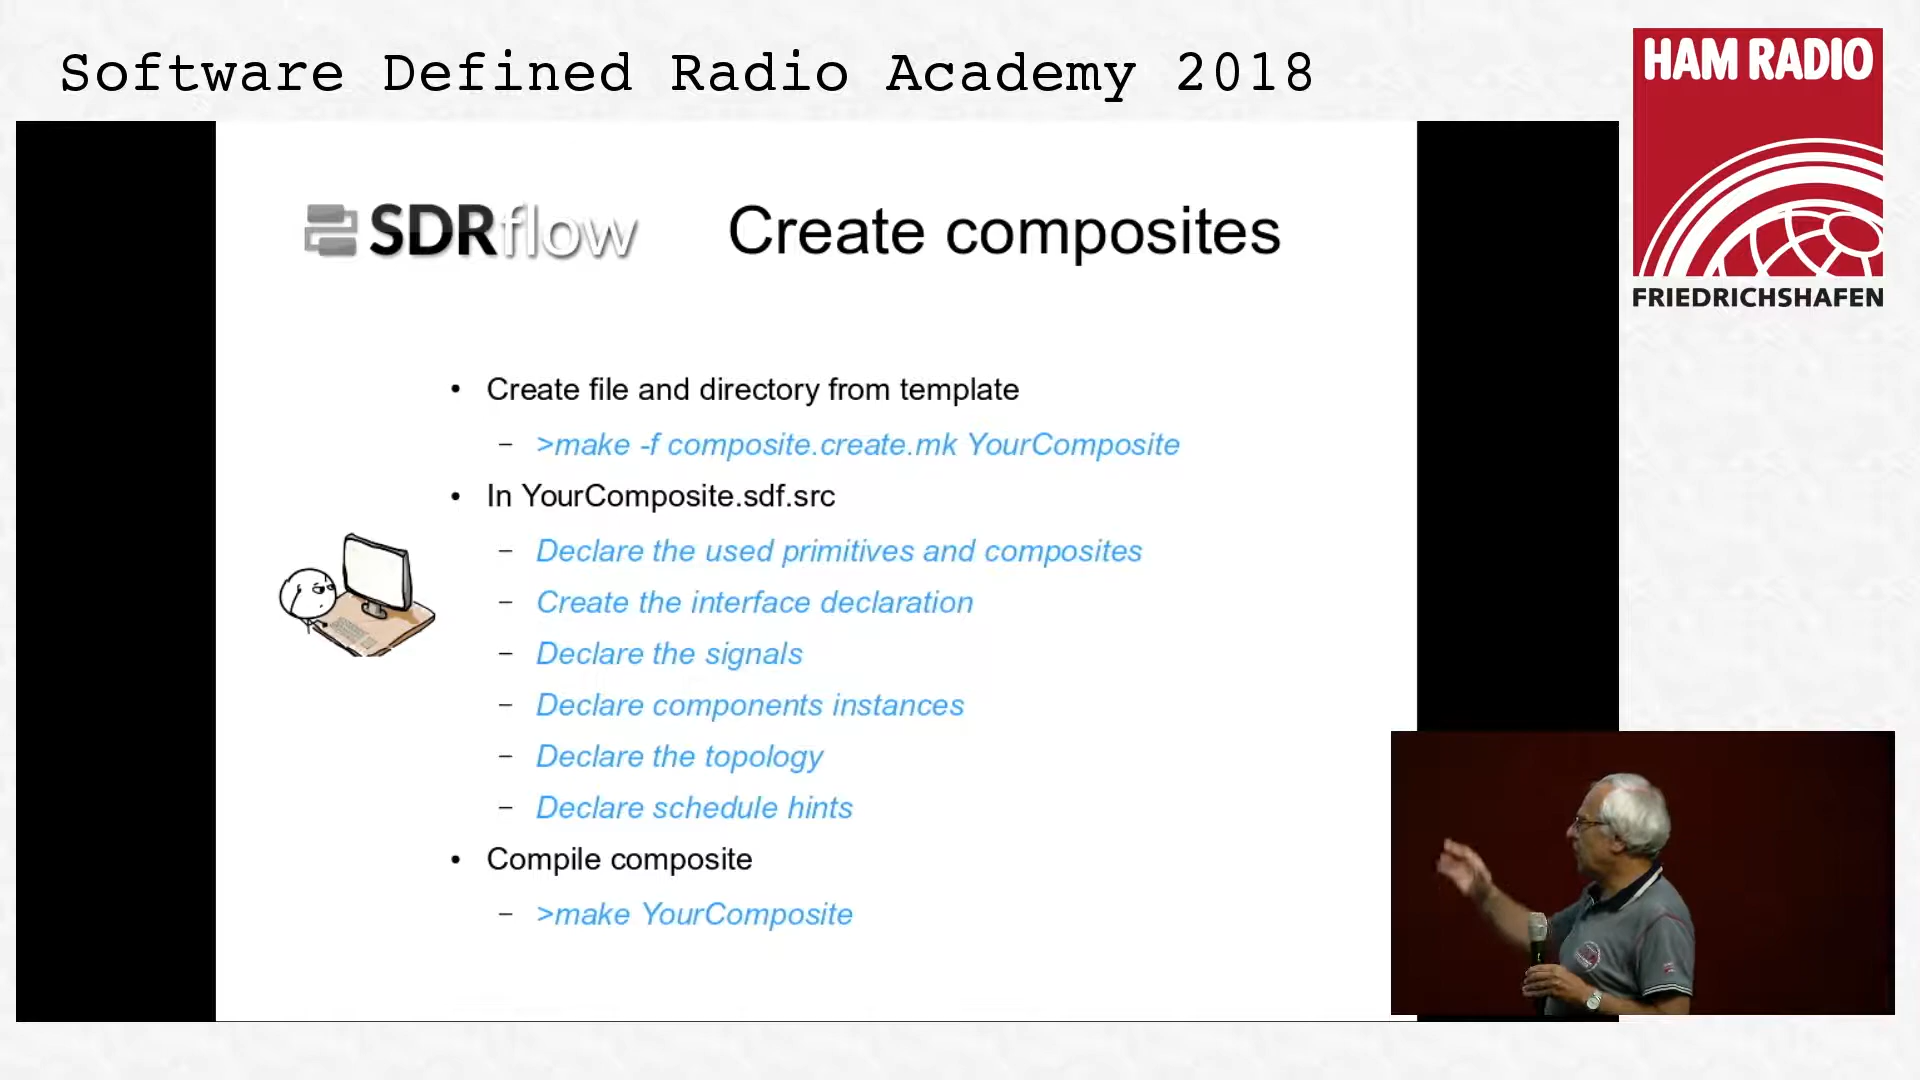 Software Defined Radio Academy 2018
HAM RADIO
FRIEDRICHSHAFEN
SDRflow
Create composites
• Create file and directory from template
– >make -f composite.create.mk YourComposite
• In YourComposite.sdf.src
– Declare the used primitives and composites
– Create the interface declaration
– Declare the signals
– Declare components instances
– Declare the topology
– Declare schedule hints
• Compile composite
– >make YourComposite